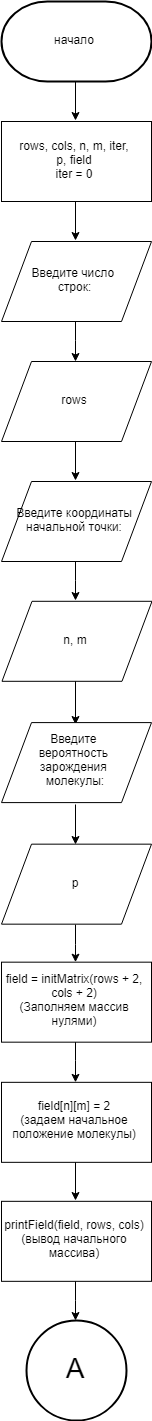 начало
rows, cols, n, m, iter,
p, field
iter = 0
Введите число
строк:
rows
Введите координаты
начальной точки:
n, m
Введите
вероятность
зарождения
молекулы:
p
field = initMatrix(rows + 2,
cols + 2)
(Заполняем массив
нулями)
field[n][m] = 2
(задаем начальное
положение молекулы)
printField(field, rows, cols)
(вывод начального
массива)
A